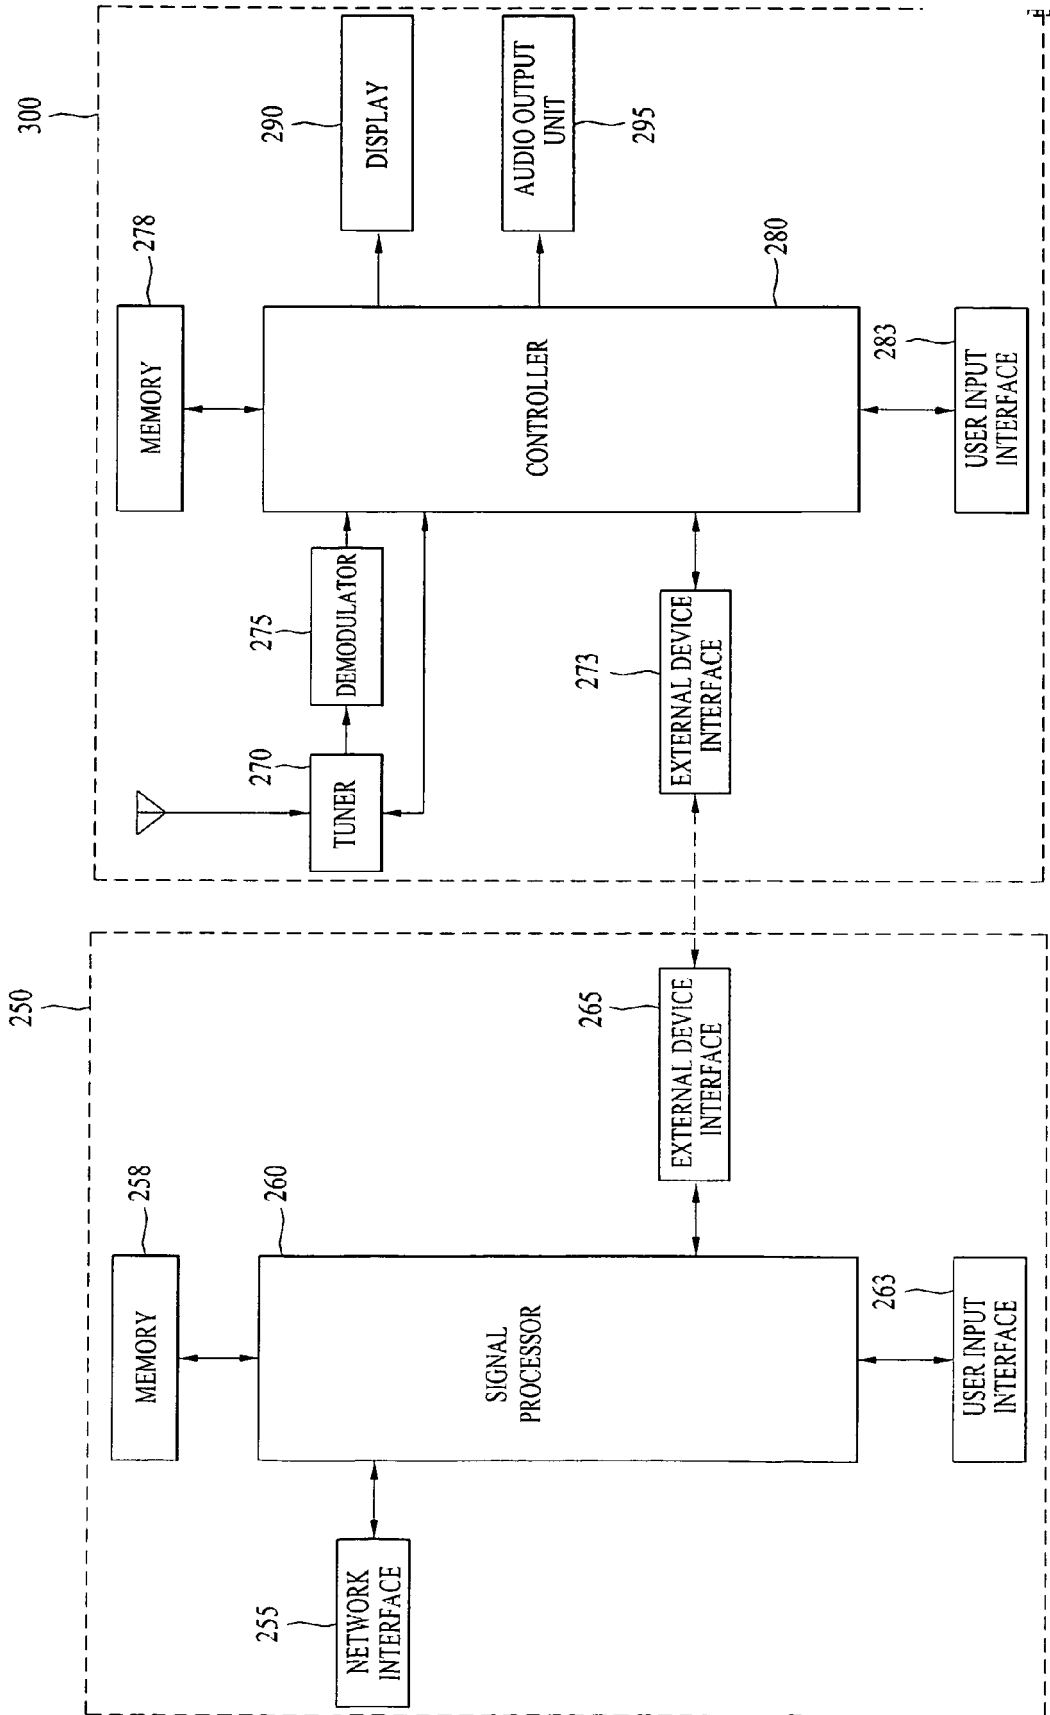 250
300
MEMORY
258
MEMORY
278
NETWORK
INTERFACE
255
SIGNAL
PROCESSOR
260
TUNER
270
DEMODULATOR
275
CONTROLLER
280
DISPLAY
290
AUDIO OUTPUT
UNIT
295
EXTERNAL DEVICE
INTERFACE
265
EXTERNAL DEVICE
INTERFACE
273
USER INPUT
INTERFACE
263
USER INPUT
INTERFACE
283